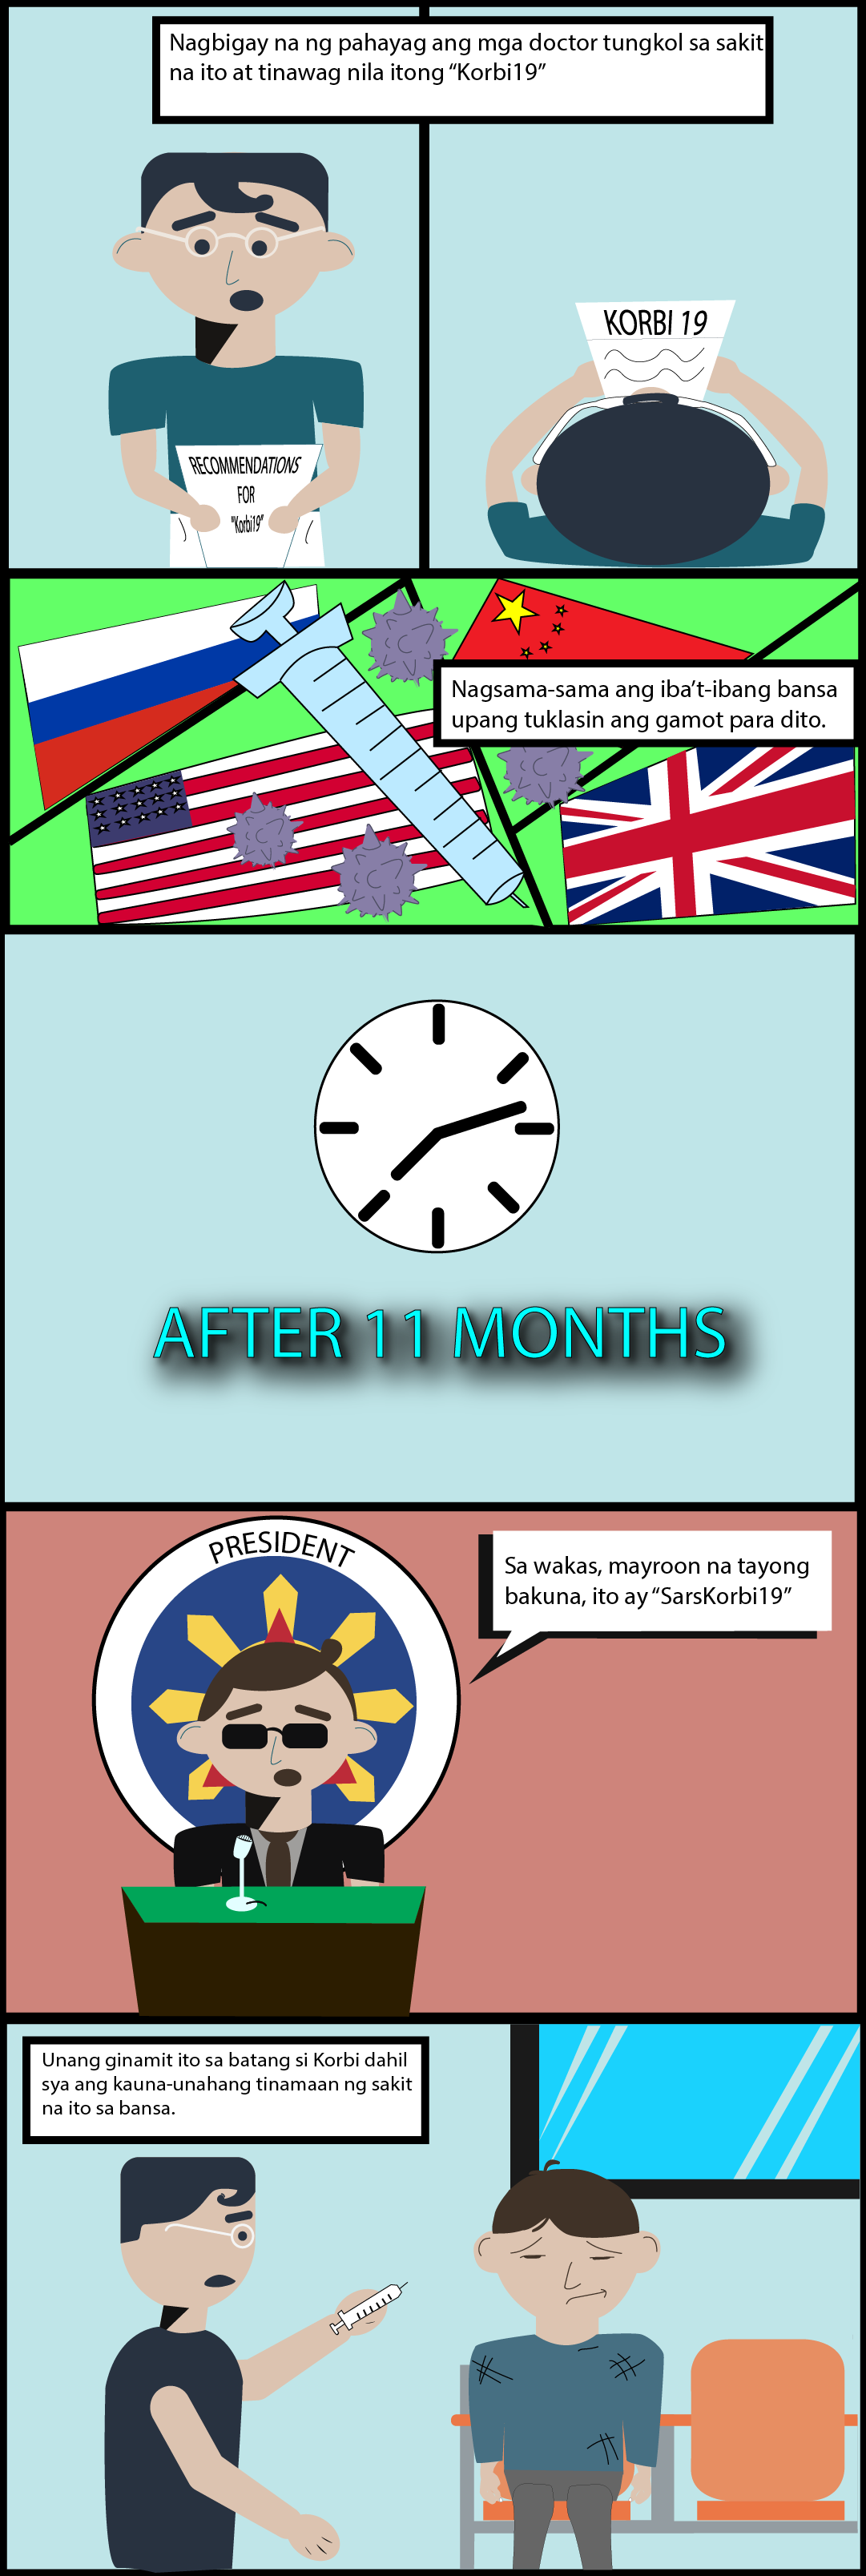 Nagbigay na ng pahayag ang mga doctor tungkol sa sakit
na ito at tinawag nila itong “Korbi19”
RECOMMENDATIONS
FOR
"Korbi19"
KORBI 19
Nagsama-sama ang iba’t-ibang bansa
upang tuklasin ang gamot para dito.
AFTER 11 MONTHS
PRESIDENT
Sa wakas, mayroon na tayong
bakuna, ito ay “SarsKorbi19”
Unang ginamit ito sa batang si Korbi dahil
sya ang kauna-unahang tinamaan ng sakit
na ito sa bansa.